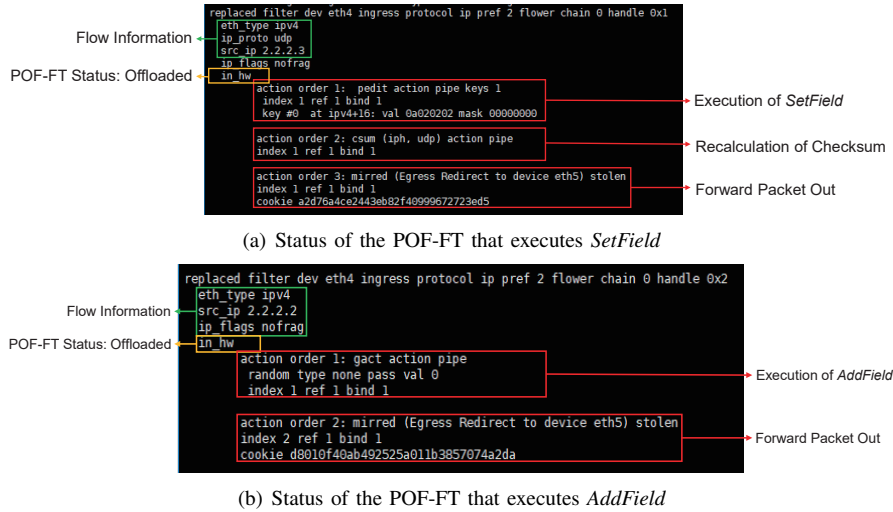 replaced filter dev eth4 ingress protocol ip pref 2 flower chain 0 handle 0x1
eth_type ipv4
Flow Information
ip_proto udp
src_ip 2.2.2.3
ip_flags nofrag
POF-FT Status: Offloaded
in_hw
action order 1: pedit action pipe keys 1
index 1 ref 1 bind 1
key #0 at ipv4+16: val 0a020202 mask 00000000
Execution of SetField
action order 2: csum (iph, udp) action pipe
index 1 ref 1 bind 1
Recalculation of Checksum
action order 3: mirred (Egress Redirect to device eth5) stolen
index 1 ref 1 bind 1
cookie a2d76a4ce2443eb82f40999672723ed5
Forward Packet Out
(a) Status of the POF-FT that executes SetField
replaced filter dev eth4 ingress protocol ip pref 2 flower chain 0 handle 0x2
eth_type ipv4
Flow Information
src_ip 2.2.2.2
ip_flags nofrag
POF-FT Status: Offloaded
in_hw
action order 1: gact action pipe
random type none pass val 0
index 1 ref 1 bind 1
Execution of AddField
action order 2: mirred (Egress Redirect to device eth5) stolen
index 2 ref 1 bind 1
cookie d8010f40ab492525a011b3857074a2da
Forward Packet Out
(b) Status of the POF-FT that executes AddField